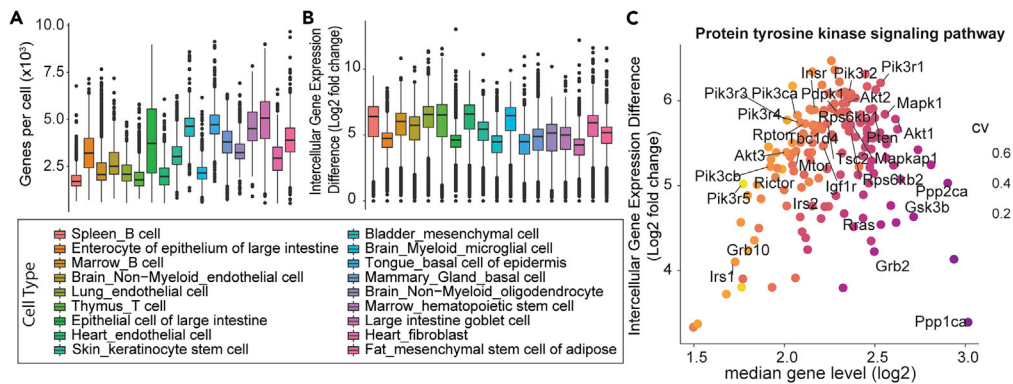 A
Genes per cell (x10³)
10.0
7.5
5.0
2.5
B
Intercellular Gene Expression
Difference (Log2 fold change)
10
5
0
Cell Type
Spleen_B cell
Enterocyte of epithelium of large intestine
Marrow_B cell
Brain_Non-Myeloid_endothelial cell
Lung_endothelial cell
Thymus_T cell
Epithelial cell of large intestine
Heart_endothelial cell
Skin_keratinocyte stem cell
Bladder_mesenchymal cell
Brain_Myeloid_microglial cell
Tongue_basal cell of epidermis
Mammary_Gland_basal cell
Brain_Non-Myeloid_oligodendrocyte
Marrow_hematopoietic stem cell
Large intestine goblet cell
Heart_fibroblast
Fat_mesenchymal stem cell of adipose
C
Protein tyrosine kinase signaling pathway
Intercellular Gene Expression Difference
(Log2 fold change)
6
5
4
Insr
Pik3r2
Pik3r1
Pik3r3
Pik3ca
Pdpk1
Akt2
Mapk1
Pik3r4
Rps6kb1
Rptor
Tbc1d4
Pten
Akt1
Akt3
Mtor
Tsc2
Mapkap1
Pik3cb
Rictor
Igf1r
Rps6kb2
Pik3r5
Irs2
Ppp2ca
Gsk3b
Rras
Grb10
Grb2
Irs1
Ppp1ca
1.5
2.0
2.5
3.0
median gene level (log2)
cv
0.6
0.4
0.2